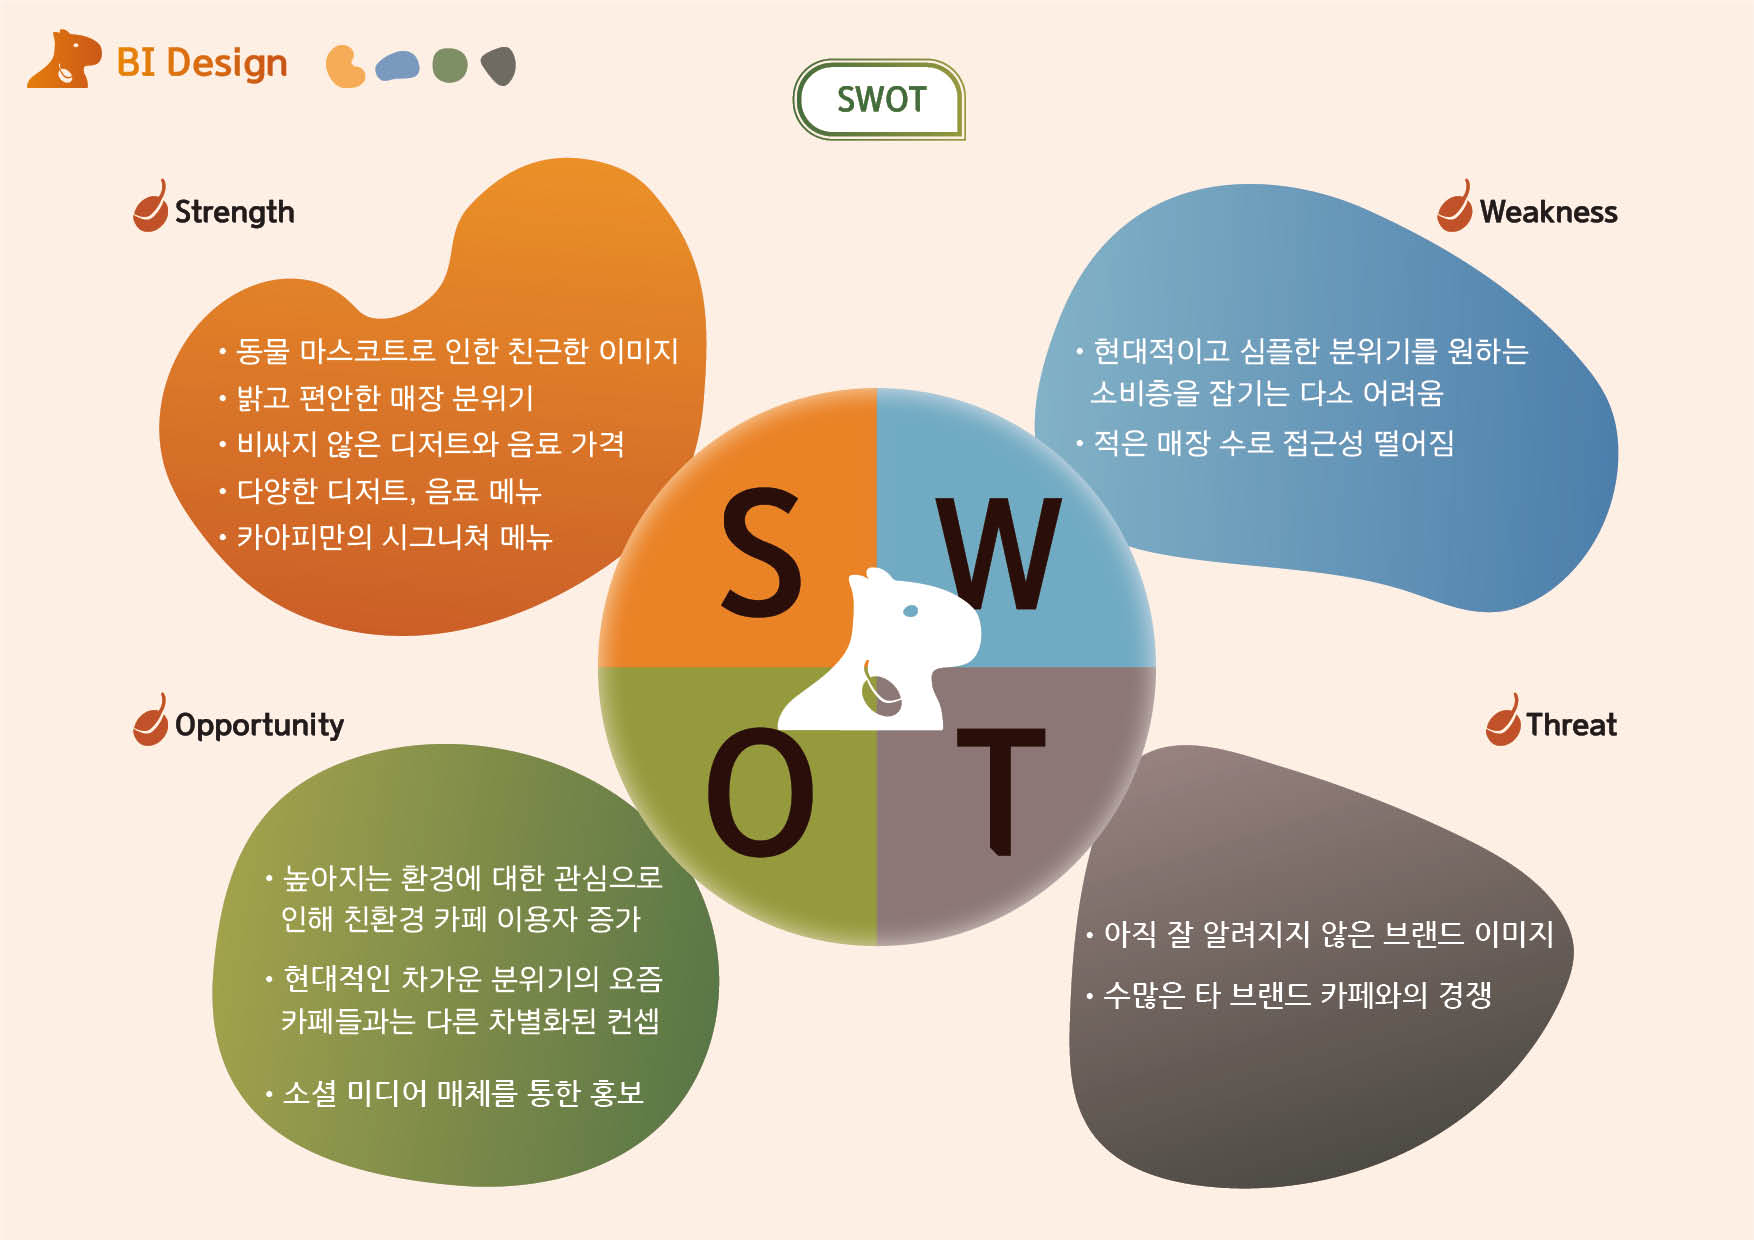 BI Design
SWOT
Strength
• 동물 마스코트로 인한 친근한 이미지
• 밝고 편안한 매장 분위기
• 비싸지 않은 디저트와 음료 가격
• 다양한 디저트, 음료 메뉴
• 카아피만의 시그니쳐 메뉴
Weakness
• 현대적이고 심플한 분위기를 원하는
소비층을 잡기는 다소 어려움
• 적은 매장 수로 접근성 떨어짐
S
W
O
T
Opportunity
• 높아지는 환경에 대한 관심으로
인해 친환경 카페 이용자 증가
• 현대적인 차가운 분위기의 요즘
카페들과는 다른 차별화된 컨셉
• 소셜 미디어 매체를 통한 홍보
Threat
• 아직 잘 알려지지 않은 브랜드 이미지
• 수많은 타 브랜드 카페와의 경쟁